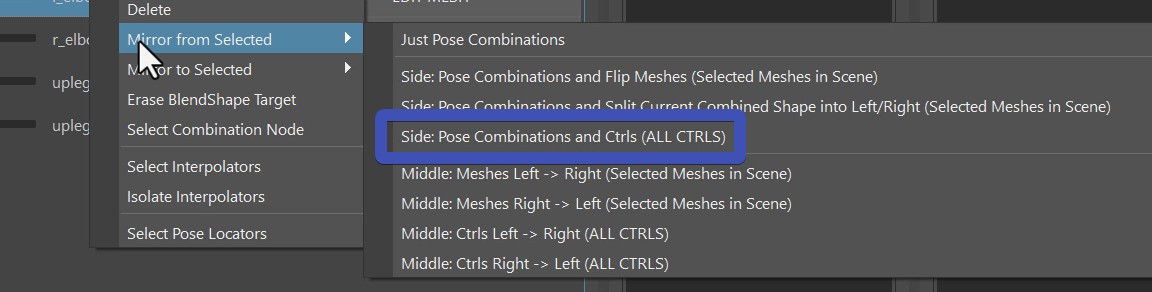 Delete
Mirror from Selected
Mirror to Selected
Erase BlendShape Target
Select Combination Node
Select Interpolators
Isolate Interpolators
Select Pose Locators
Just Pose Combinations
Side: Pose Combinations and Flip Meshes (Selected Meshes in Scene)
Side: Pose Combinations and Split Current Combined Shape into Left/Right (Selected Meshes in Scene)
Side: Pose Combinations and Ctrls (ALL CTRLS)
Middle: Meshes Left -> Right (Selected Meshes in Scene)
Middle: Meshes Right -> Left (Selected Meshes in Scene)
Middle: Ctrls Left -> Right (ALL CTRLS)
Middle: Ctrls Right -> Left (ALL CTRLS)
r_elbo
upleg
upleg